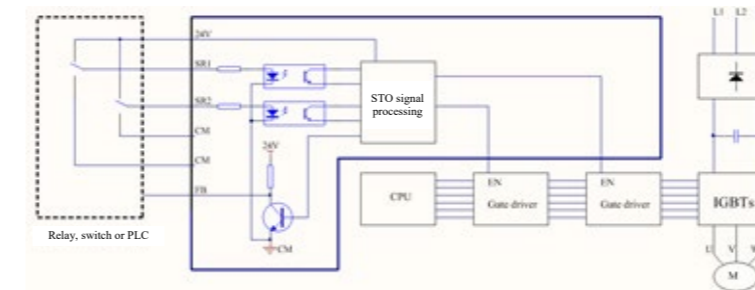 L1 L2
24V
SR1
SR2
CM
CM
24V
FB
CM
STO signal
processing
CPU
EN
Gate driver
EN
Gate driver
IGBTs
U V
M
Relay, switch or PLC